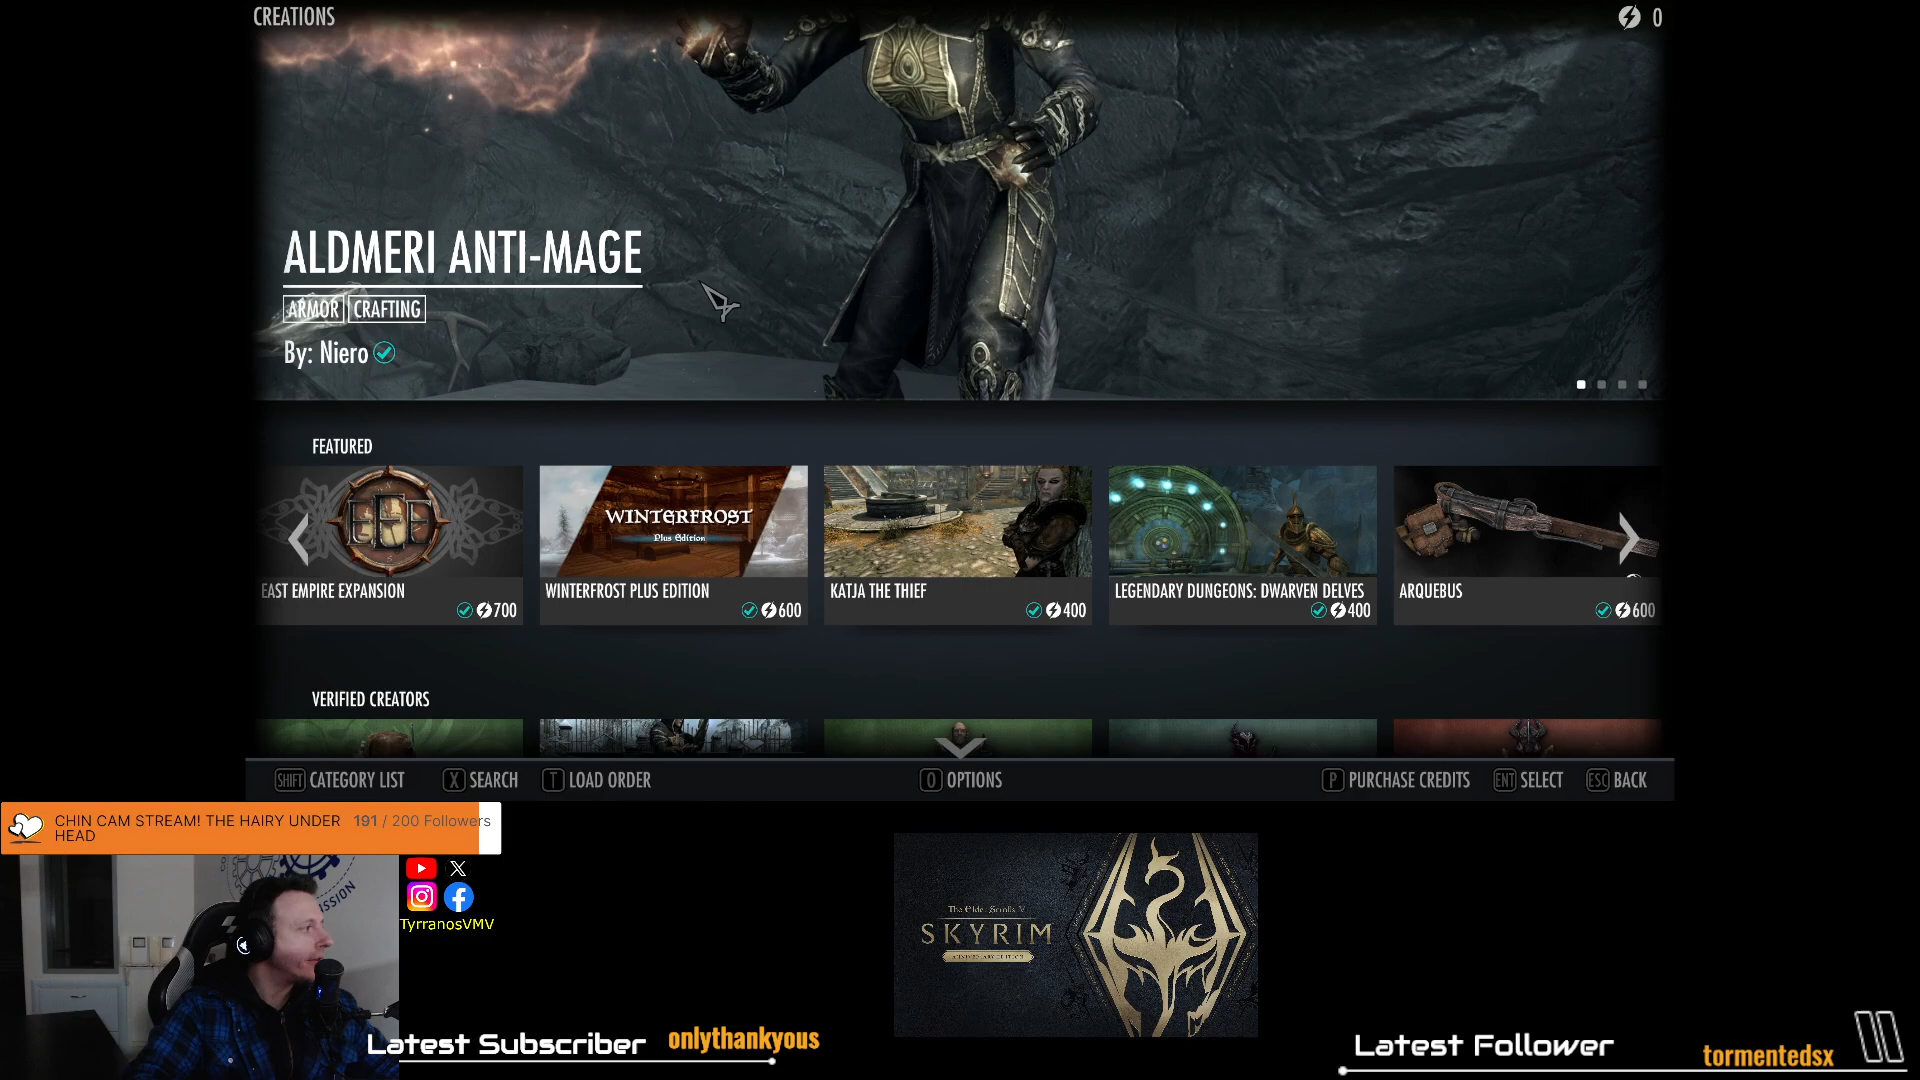 CREATIONS
0
ALDMERI ANTI-MAGE
ARMOR CRAFTING
By: Niero
FEATURED
WINTERFROST
Plus Edition
EAST EMPIRE EXPANSION
700
WINTERFROST PLUS EDITION
600
KATJA THE THIEF
400
LEGENDARY DUNGEONS: DWARVEN DELVES
400
ARQUEBUS
600
VERIFIED CREATORS
SHIFT CATEGORY LIST
X SEARCH
T LOAD ORDER
O OPTIONS
P PURCHASE CREDITS
ENT SELECT
ESC BACK
CHIN CAM STREAM! THE HAIRY UNDER
HEAD
191 / 200 Followers
TyrranosVMV
The Elder Scrolls V
SKYRIM
ANNIVERSARY EDITION
Latest Subscriber
onlythankyous
Latest Follower
tormentedsx